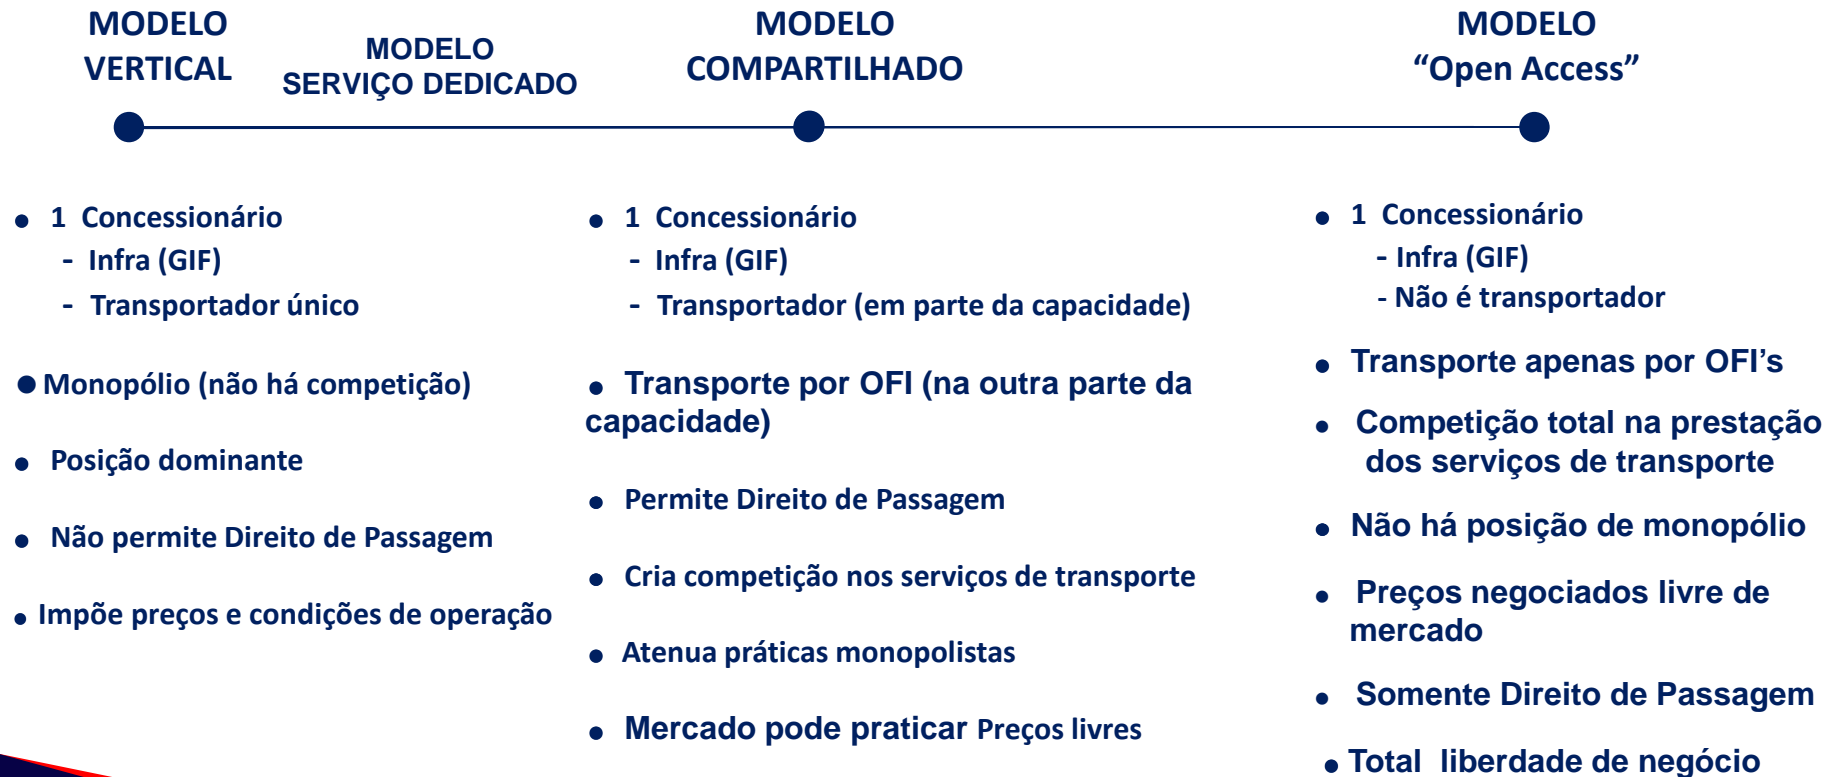 MODELO
VERTICAL
MODELO
SERVIÇO DEDICADO
MODELO
COMPARTILHADO
MODELO
“Open Access”
• 1 Concessionário
- Infra (GIF)
- Transportador único
• Monopólio (não há competição)
• Posição dominante
• Não permite Direito de Passagem
• Impõe preços e condições de operação
• 1 Concessionário
- Infra (GIF)
- Transportador (em parte da capacidade)
• Transporte por OFI (na outra parte da
capacidade)
• Permite Direito de Passagem
• Cria competição nos serviços de transporte
• Atenua práticas monopolistas
• Mercado pode praticar Preços livres
• 1 Concessionário
- Infra (GIF)
- Não é transportador
• Transporte apenas por OFI’s
• Competição total na prestação
dos serviços de transporte
• Não há posição de monopólio
• Preços negociados livre de
mercado
• Somente Direito de Passagem
• Total liberdade de negócio